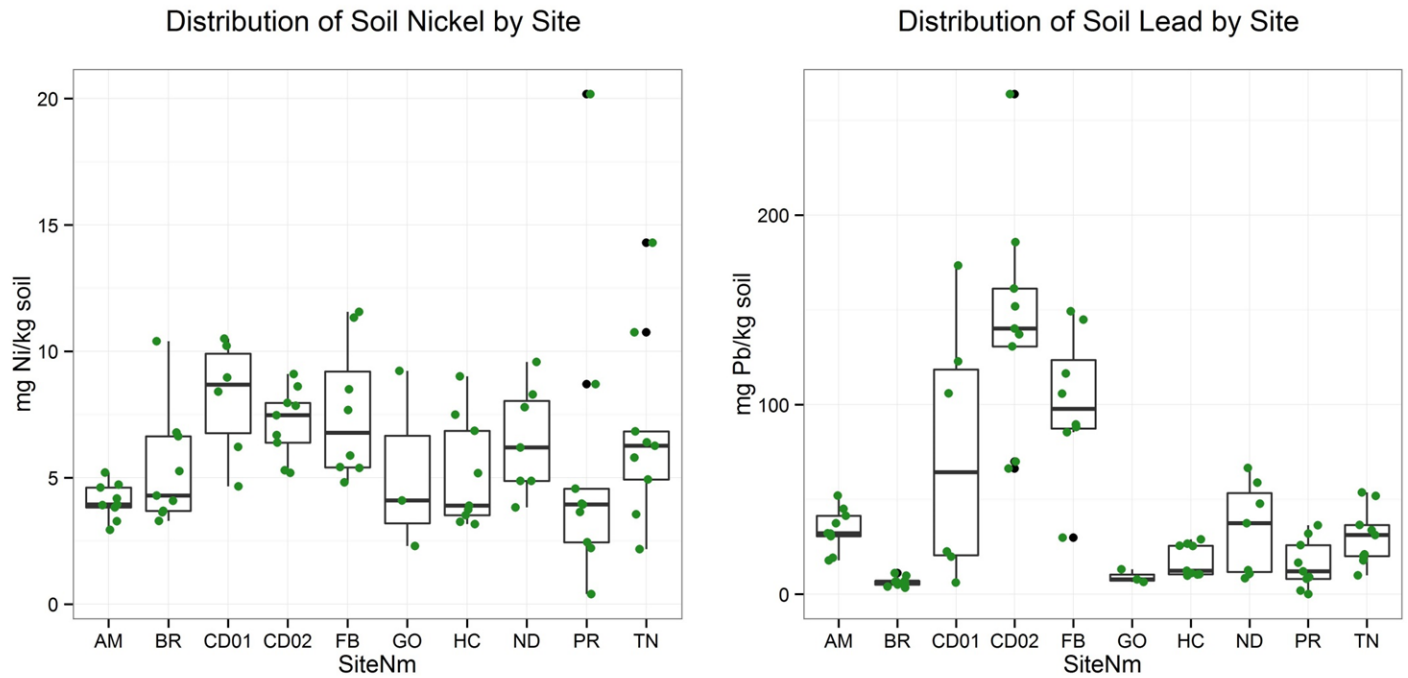 Distribution of Soil Nickel by Site
mg Ni/kg soil
20
15
10
5
0
AM BR CD01 CD02 FB GO HC ND PR TN
SiteNm
Distribution of Soil Lead by Site
mg Pb/kg soil
200
100
0
AM BR CD01 CD02 FB GO HC ND PR TN
SiteNm